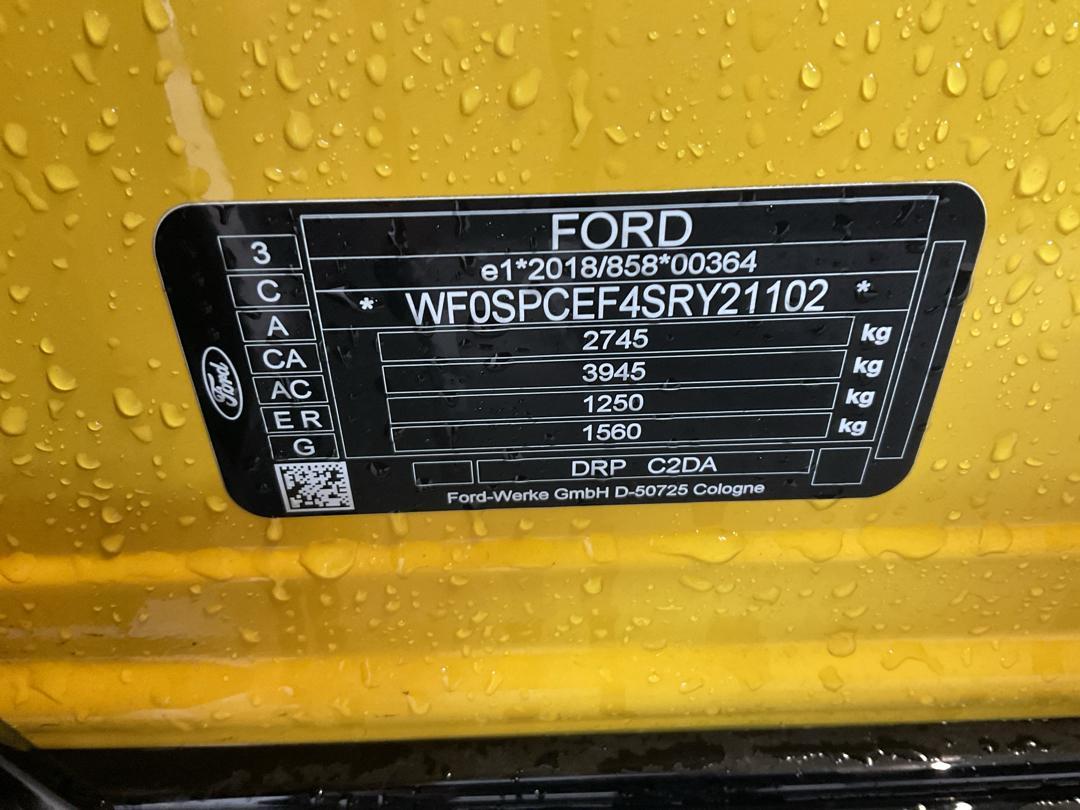 FORD
e1*2018/858*00364
* WF0SPCEF4SRY21102 *
2745 kg
3945 kg
1250 kg
1560 kg
3
C
A
CA
AC
E R
G
Ford
DRP C2DA
Ford-Werke GmbH D-50725 Cologne